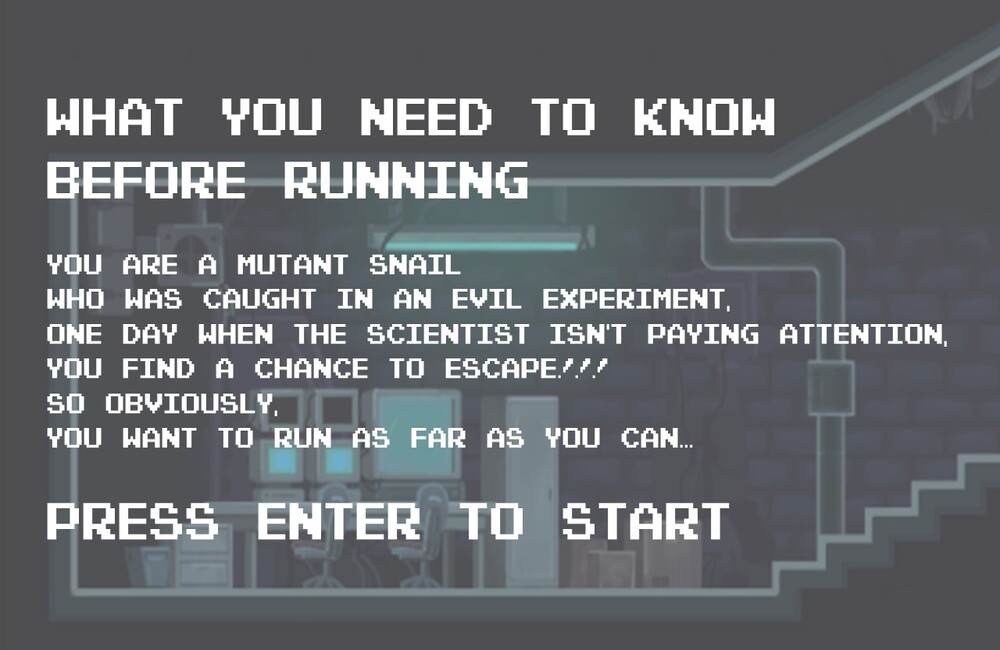 WHAT YOU NEED TO KNOW
BEFORE RUNNING
YOU ARE A MUTANT SNAIL
WHO WAS CAUGHT IN AN EVIL EXPERIMENT,
ONE DAY WHEN THE SCIENTIST ISN'T PAYING ATTENTION,
YOU FIND A CHANCE TO ESCAPE!!!
SO OBVIOUSLY,
YOU WANT TO RUN AS FAR AS YOU CAN...
PRESS ENTER TO START